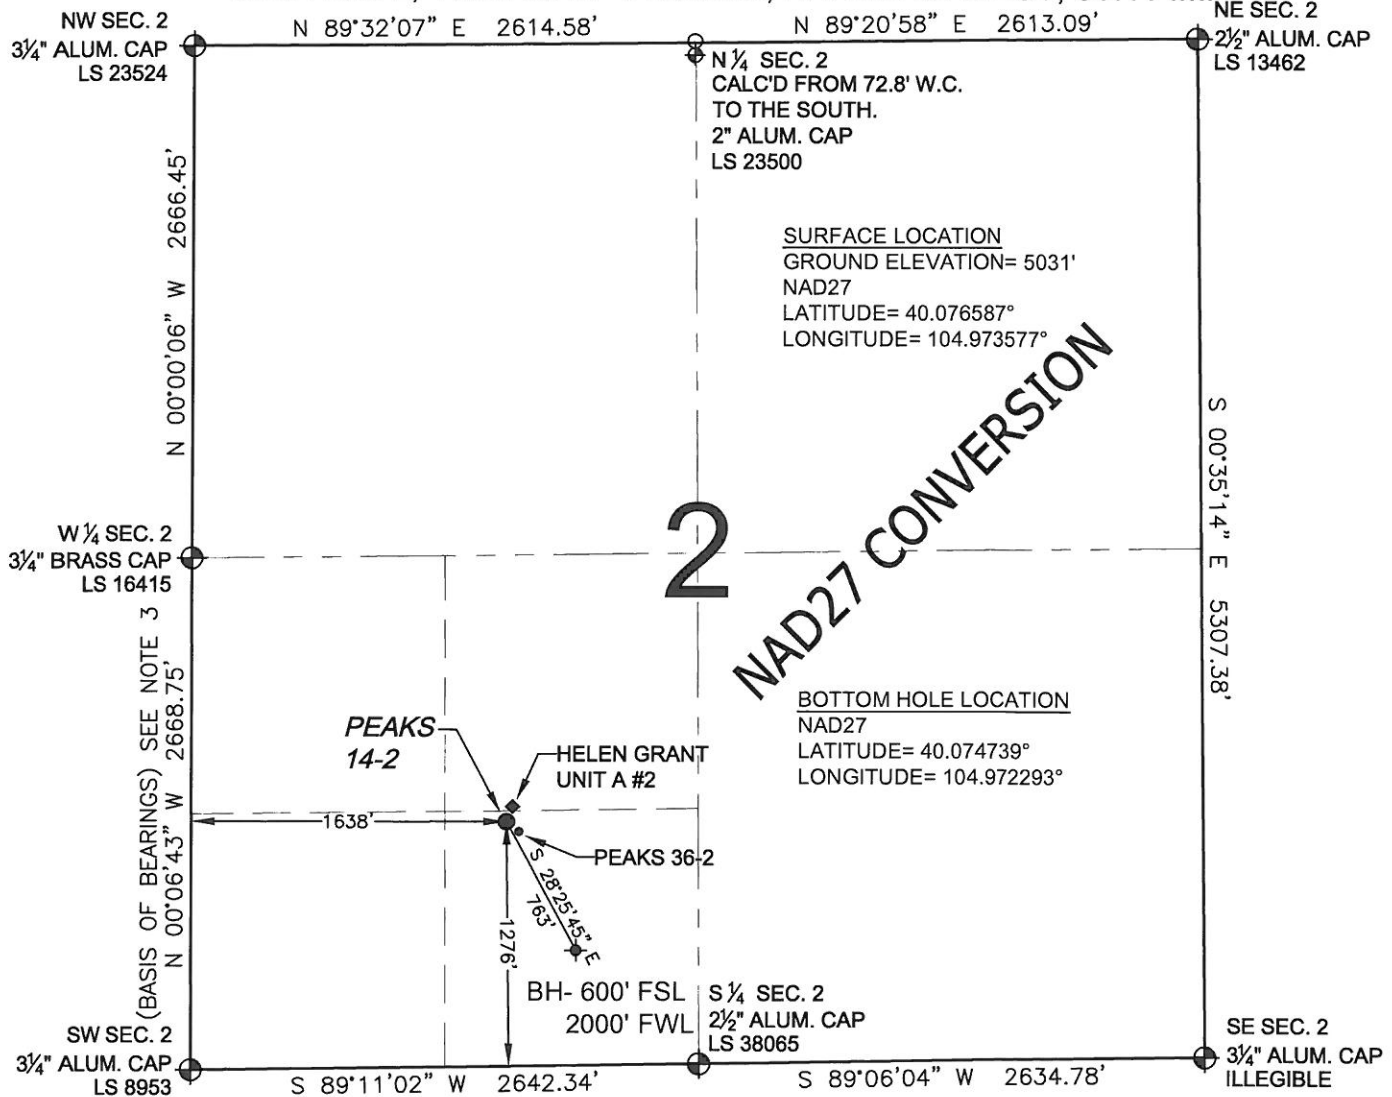 NW SEC. 2
3¼" ALUM. CAP
LS 23524
N 89°32'07" E 2614.58'
N 89°20'58" E 2613.09'
NE SEC. 2
2½" ALUM. CAP
LS 13462
N ¼ SEC. 2
CALC'D FROM 72.8' W.C.
TO THE SOUTH.
2" ALUM. CAP
LS 23500
N 00°00'06" W 2666.45'
SURFACE LOCATION
GROUND ELEVATION= 5031'
NAD27
LATITUDE= 40.076587°
LONGITUDE= 104.973577°
NAD27 CONVERSION
S 00°35'14" E 5307.38'
W ¼ SEC. 2
3¼" BRASS CAP
LS 16415
2
(BASIS OF BEARINGS) SEE NOTE 3
N 00°06'43" W 2668.75'
BOTTOM HOLE LOCATION
NAD27
LATITUDE= 40.074739°
LONGITUDE= 104.972293°
PEAKS
14-2
HELEN GRANT
UNIT A #2
1638'
PEAKS 36-2
S 28°25'45" E
763'
1276'
BH- 600' FSL
2000' FWL
S ¼ SEC. 2
2½" ALUM. CAP
LS 38065
SW SEC. 2
3¼" ALUM. CAP
LS 8953
S 89°11'02" W 2642.34'
S 89°06'04" W 2634.78'
SE SEC. 2
3¼" ALUM. CAP
ILLEGIBLE